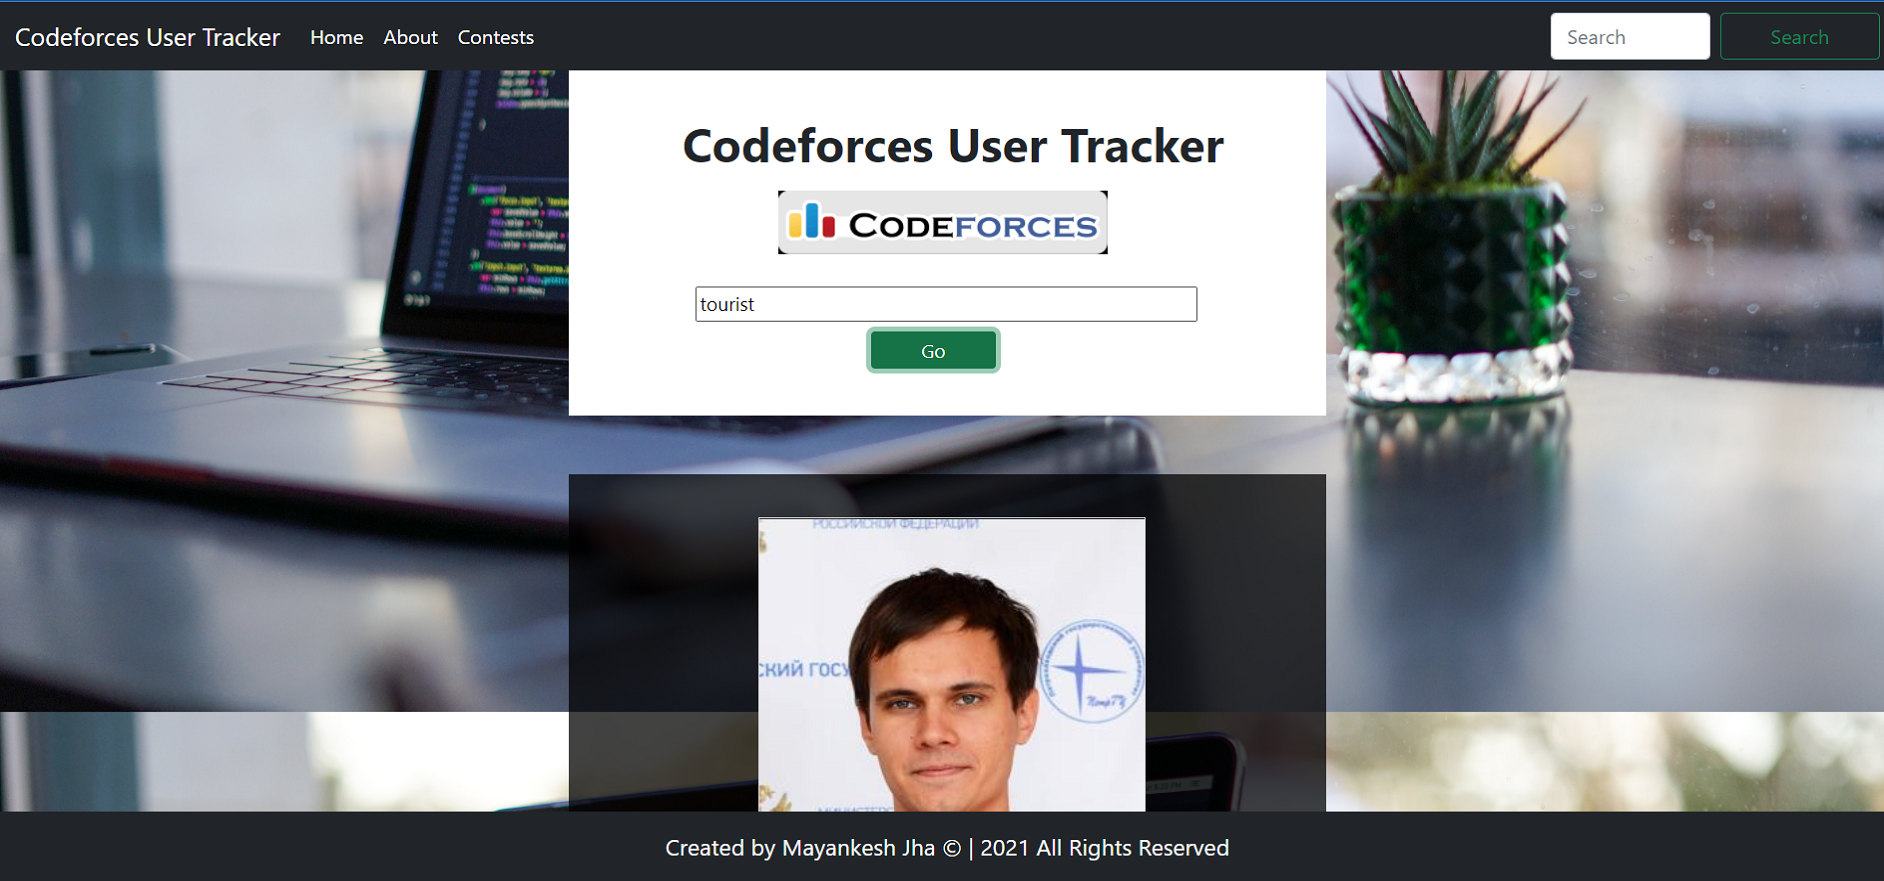 Codeforces User Tracker Home About Contests Search Search
Codeforces User Tracker
CODEFORCES
tourist
Go
РОССИЙСКОЙ ФЕДЕРАЦИИ
СКИЙ ГОСУ
Created by Mayankesh Jha © | 2021 All Rights Reserved